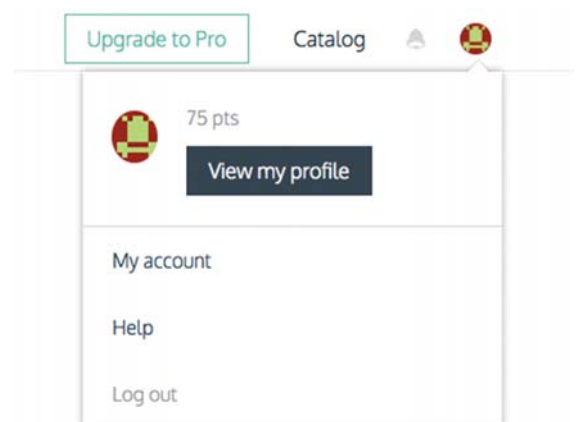 Upgrade to Pro Catalog
75 pts
View my profile
My account
Help
Log out